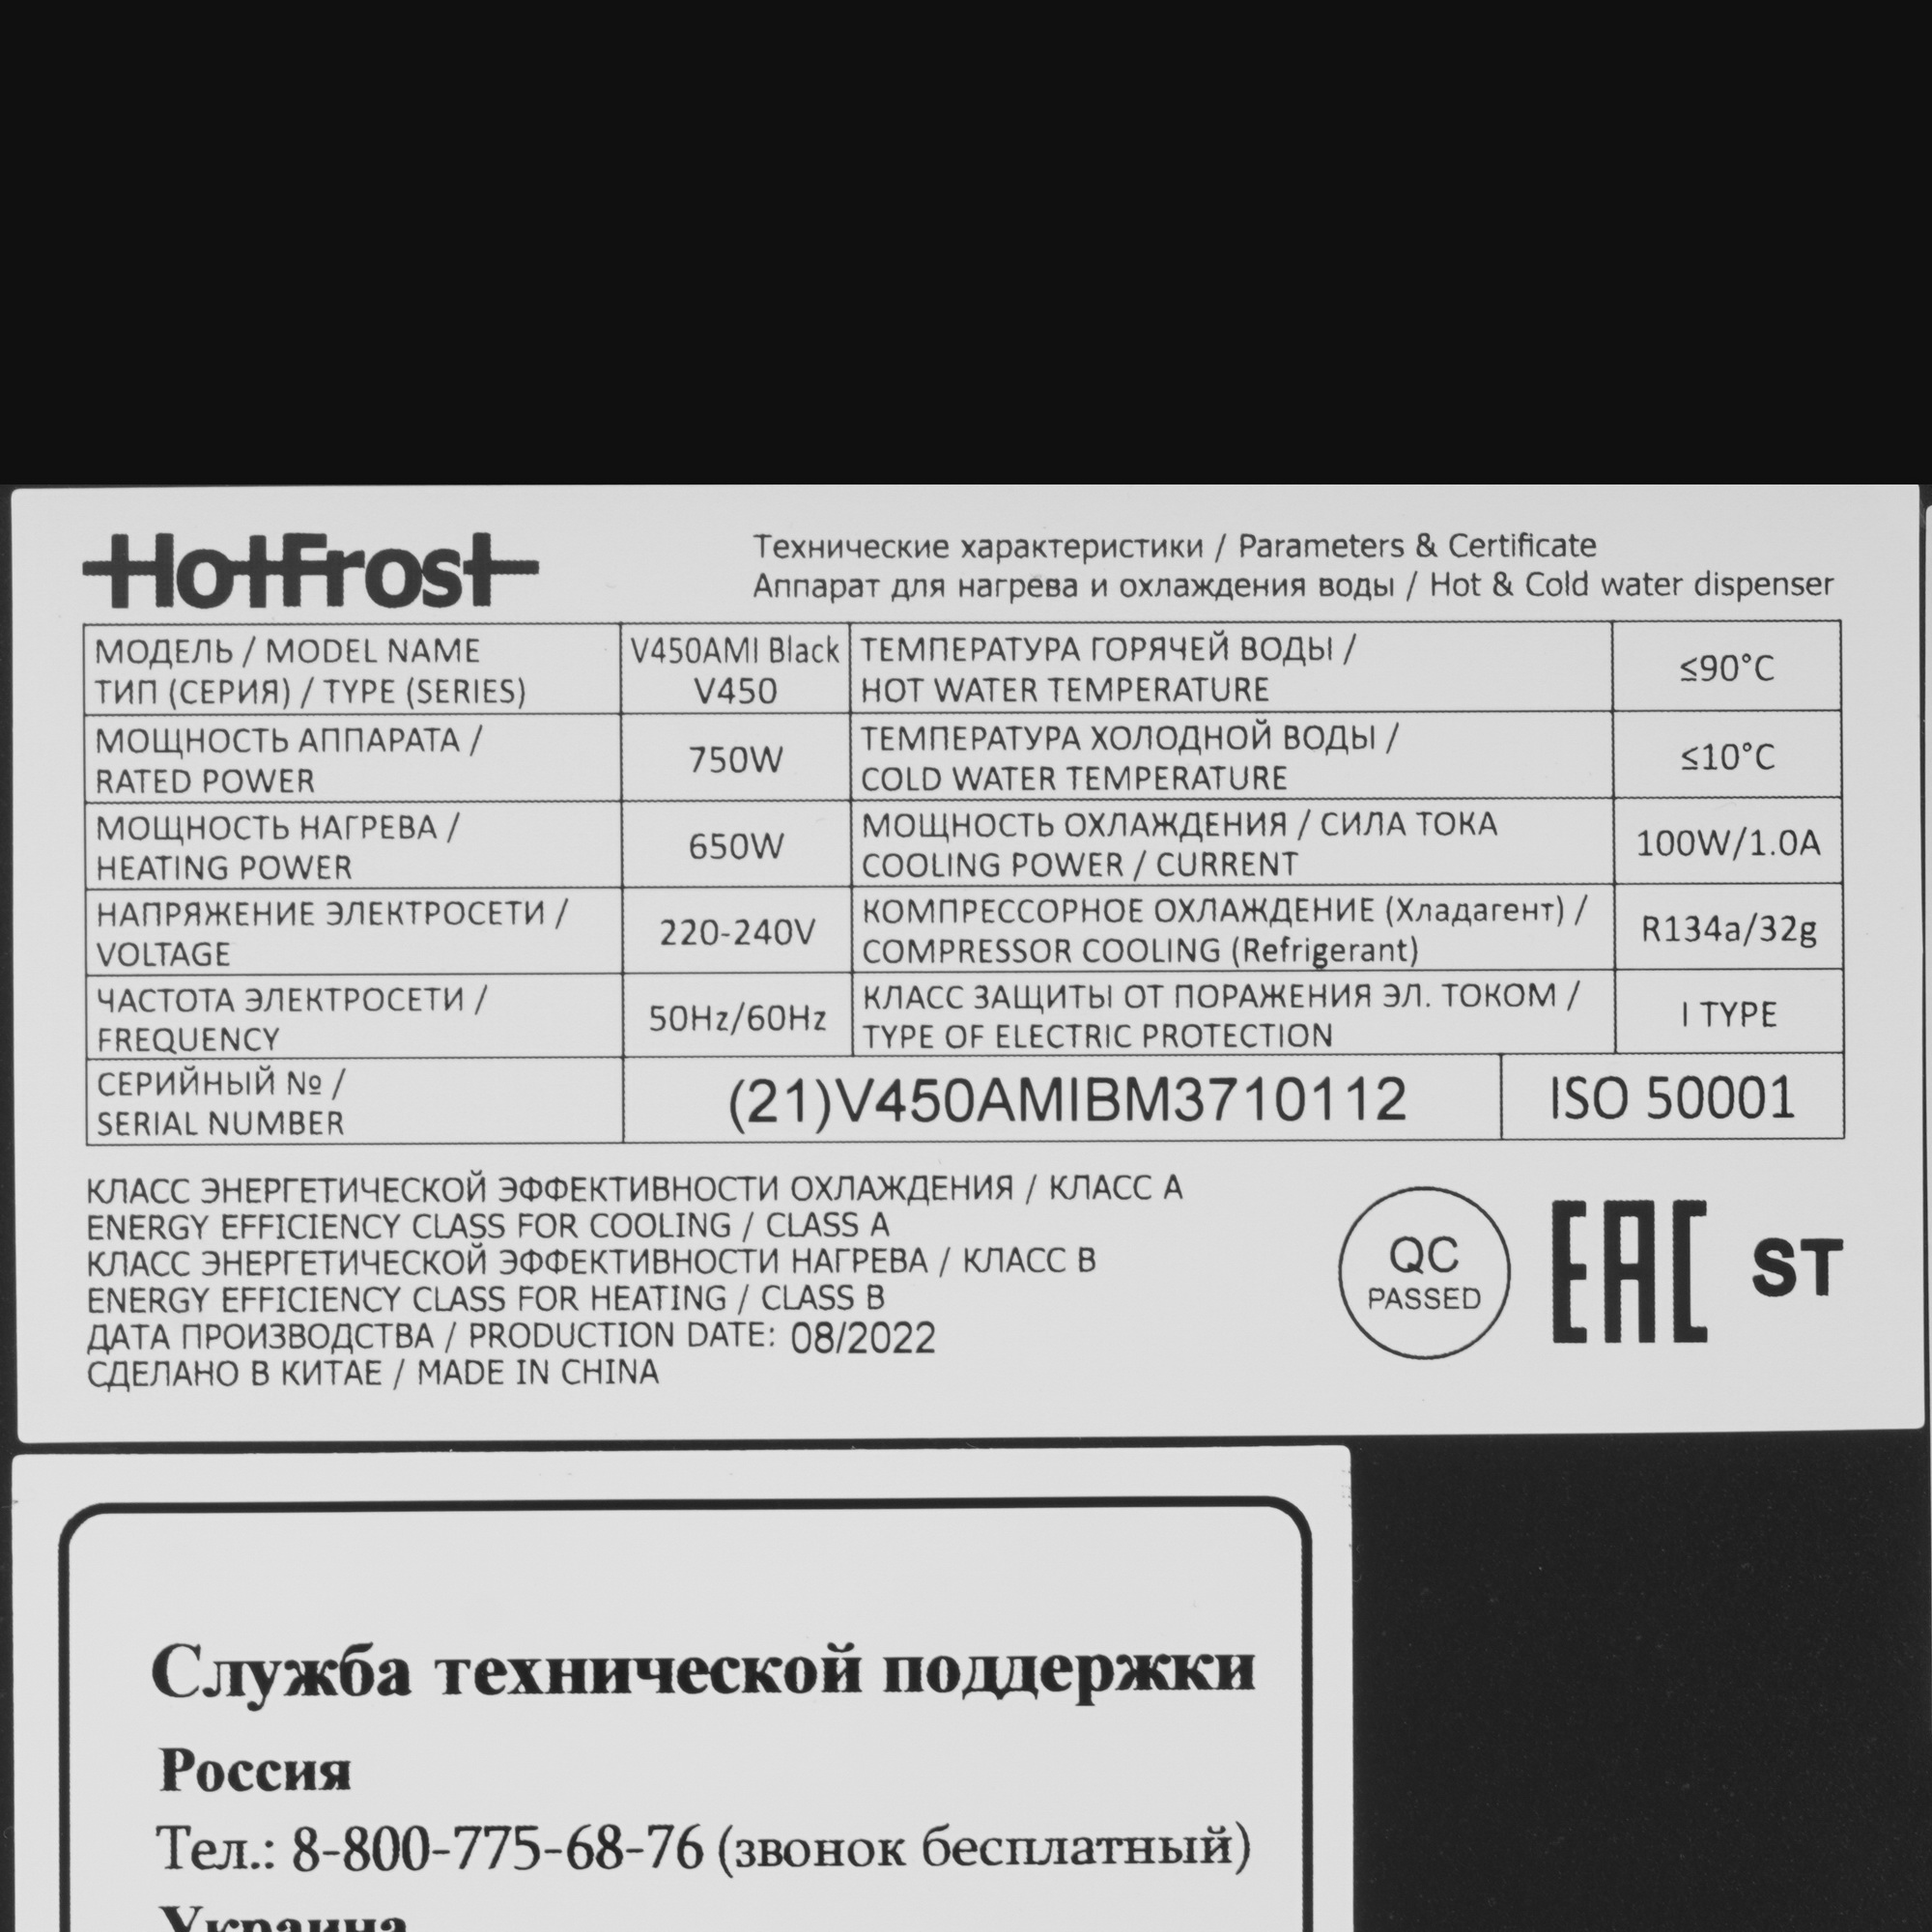 HotFrost
Технические характеристики / Parameters & Certificate
Аппарат для нагрева и охлаждения воды / Hot & Cold water dispenser
МОДЕЛЬ / MODEL NAME
ТИП (СЕРИЯ) / TYPE (SERIES)
V450AMI Black
V450
ТЕМПЕРАТУРА ГОРЯЧЕЙ ВОДЫ /
HOT WATER TEMPERATURE
≤90°C
МОЩНОСТЬ АППАРАТА /
RATED POWER
750W
ТЕМПЕРАТУРА ХОЛОДНОЙ ВОДЫ /
COLD WATER TEMPERATURE
≤10°C
МОЩНОСТЬ НАГРЕВА /
HEATING POWER
650W
МОЩНОСТЬ ОХЛАЖДЕНИЯ / СИЛА ТОКА
COOLING POWER / CURRENT
100W/1.0A
НАПРЯЖЕНИЕ ЭЛЕКТРОСЕТИ /
VOLTAGE
220-240V
КОМПРЕССОРНОЕ ОХЛАЖДЕНИЕ (Хладагент) /
COMPRESSOR COOLING (Refrigerant)
R134a/32g
ЧАСТОТА ЭЛЕКТРОСЕТИ /
FREQUENCY
50Hz/60Hz
КЛАСС ЗАЩИТЫ ОТ ПОРАЖЕНИЯ ЭЛ. ТОКОМ /
TYPE OF ELECTRIC PROTECTION
I TYPE
СЕРИЙНЫЙ № /
SERIAL NUMBER
(21)V450AMIBM3710112
ISO 50001
КЛАСС ЭНЕРГЕТИЧЕСКОЙ ЭФФЕКТИВНОСТИ ОХЛАЖДЕНИЯ / КЛАСС А
ENERGY EFFICIENCY CLASS FOR COOLING / CLASS A
КЛАСС ЭНЕРГЕТИЧЕСКОЙ ЭФФЕКТИВНОСТИ НАГРЕВА / КЛАСС В
ENERGY EFFICIENCY CLASS FOR HEATING / CLASS B
ДАТА ПРОИЗВОДСТВА / PRODUCTION DATE: 08/2022
СДЕЛАНО В КИТАЕ / MADE IN CHINA
QC
PASSED
EAC
ST
Служба технической поддержки
Россия
Тел.: 8-800-775-68-76 (звонок бесплатный)
Украина